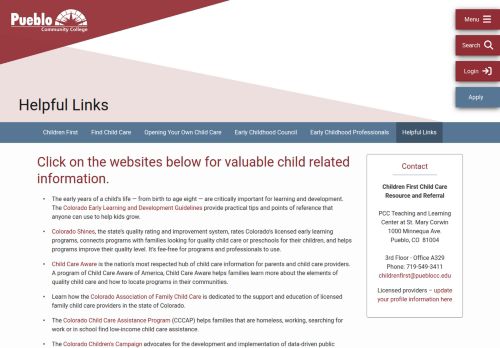 Pueblo
Community College
Menu
Search
Login
Apply
Helpful Links
Children First
Find Child Care
Opening Your Own Child Care
Early Childhood Council
Early Childhood Professionals
Helpful Links
Click on the websites below for valuable child related
information.
The early years of a child's life — from birth to age eight — are critically important for learning and development.
The Colorado Early Learning and Development Guidelines provide practical tips and points of reference that
anyone can use to help kids grow.
Colorado Shines, the state's quality rating and improvement system, rates Colorado's licensed early learning
programs, connects programs with families looking for quality child care or preschools for their children, and helps
programs improve their quality level. It's fee-free for programs and professionals to use.
Child Care Aware is the nation's most respected hub of child care information for parents and child care providers.
A program of Child Care Aware of America, Child Care Aware helps families learn more about the elements of
quality child care and how to locate programs in their communities.
Learn how the Colorado Association of Family Child Care is dedicated to the support and education of licensed
family child care providers in the state of Colorado.
The Colorado Child Care Assistance Program (CCCAP) helps families that are homeless, working, searching for
work or in school find low-income child care assistance.
The Colorado Children's Campaign advocates for the development and implementation of data-driven public
Contact
Children First Child Care
Resource and Referral
PCC Teaching and Learning
Center at St. Mary Corwin
1000 Minnequa Ave.
Pueblo, CO 81004
3rd Floor - Office A329
Phone: 719-549-3411
childrenfirst@pueblocc.edu
Licensed providers – update
your profile information here